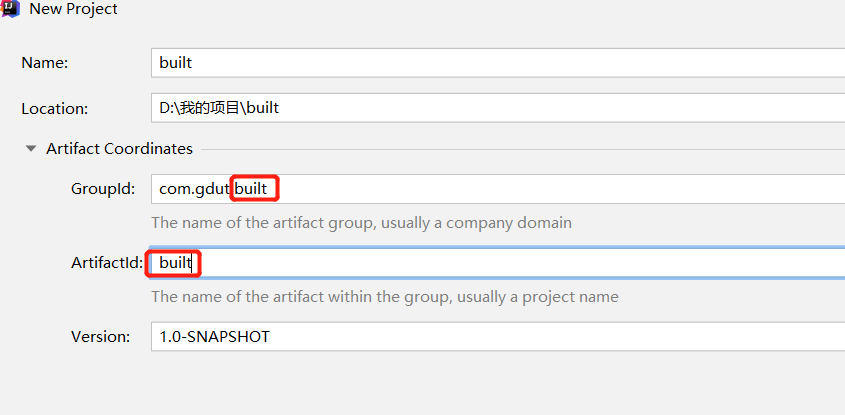 New Project
Name: built
Location: D:\我的项目\built
Artifact Coordinates
GroupId: com.gdut.built
The name of the artifact group, usually a company domain
ArtifactId: built
The name of the artifact within the group, usually a project name
Version: 1.0-SNAPSHOT